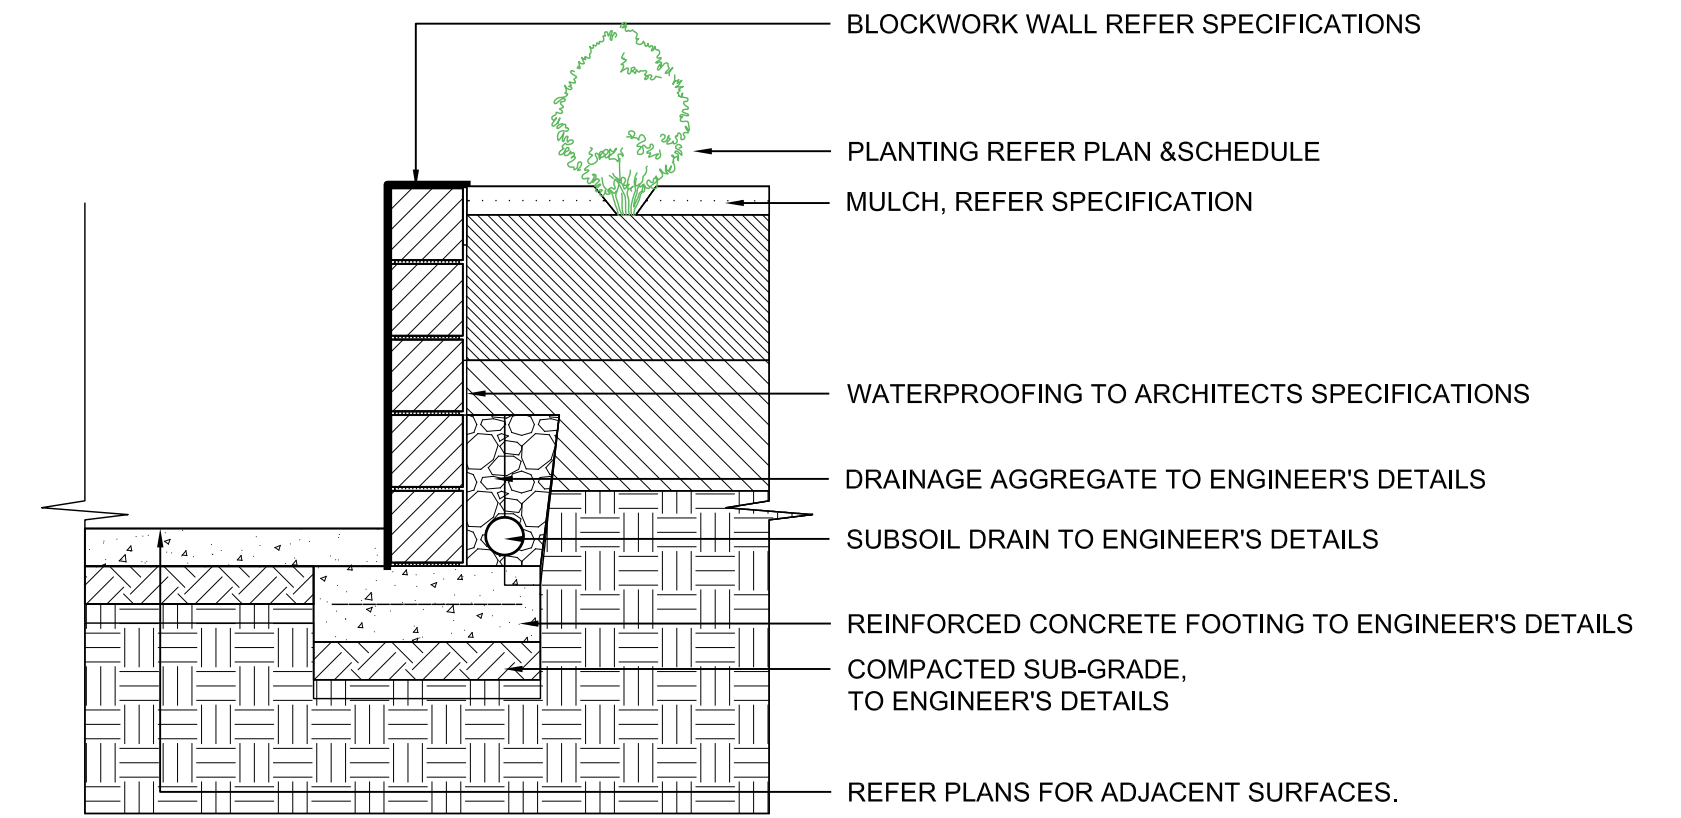 BLOCKWORK WALL REFER SPECIFICATIONS
PLANTING REFER PLAN &SCHEDULE
MULCH, REFER SPECIFICATION
WATERPROOFING TO ARCHITECTS SPECIFICATIONS
DRAINAGE AGGREGATE TO ENGINEER'S DETAILS
SUBSOIL DRAIN TO ENGINEER'S DETAILS
REINFORCED CONCRETE FOOTING TO ENGINEER'S DETAILS
COMPACTED SUB-GRADE,
TO ENGINEER'S DETAILS
REFER PLANS FOR ADJACENT SURFACES.